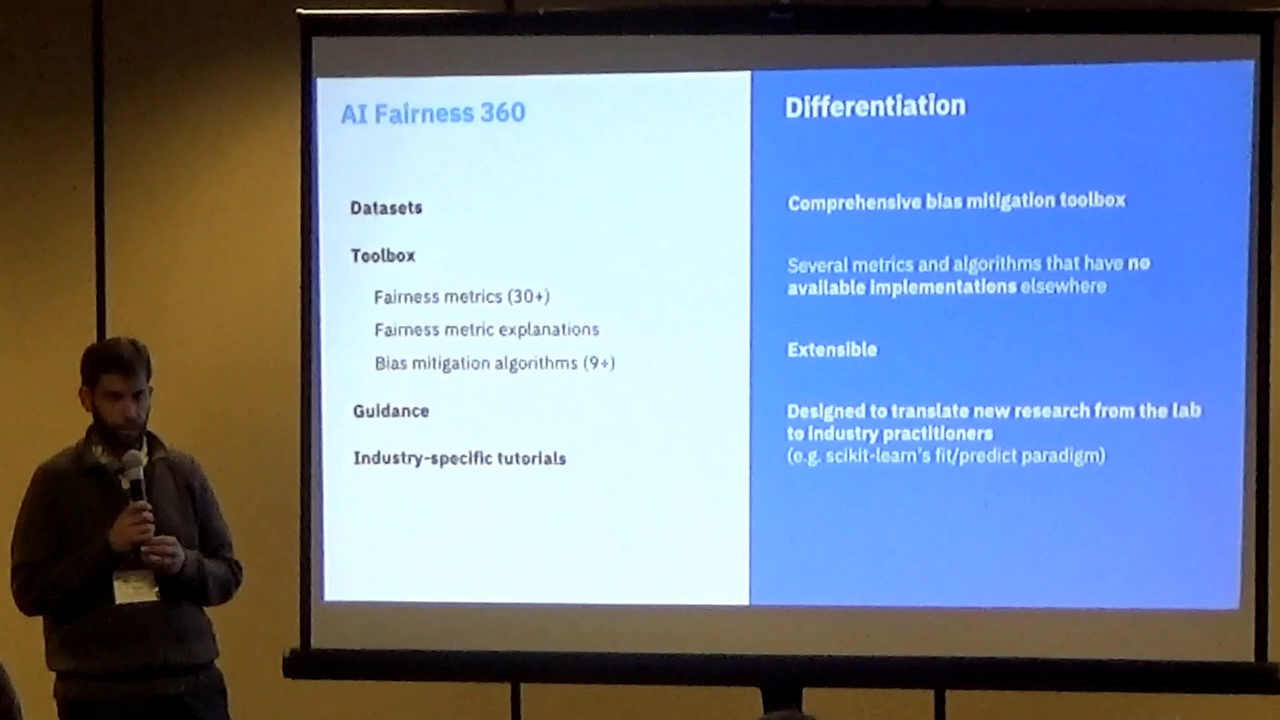 AI Fairness 360
Datasets
Toolbox
Fairness metrics (30+)
Fairness metric explanations
Bias mitigation algorithms (9+)
Guidance
Industry-specific tutorials
Differentiation
Comprehensive bias mitigation toolbox
Several metrics and algorithms that have no
available implementations elsewhere
Extensible
Designed to translate new research from the lab
to industry practitioners
(e.g. scikit-learn's fit/predict paradigm)